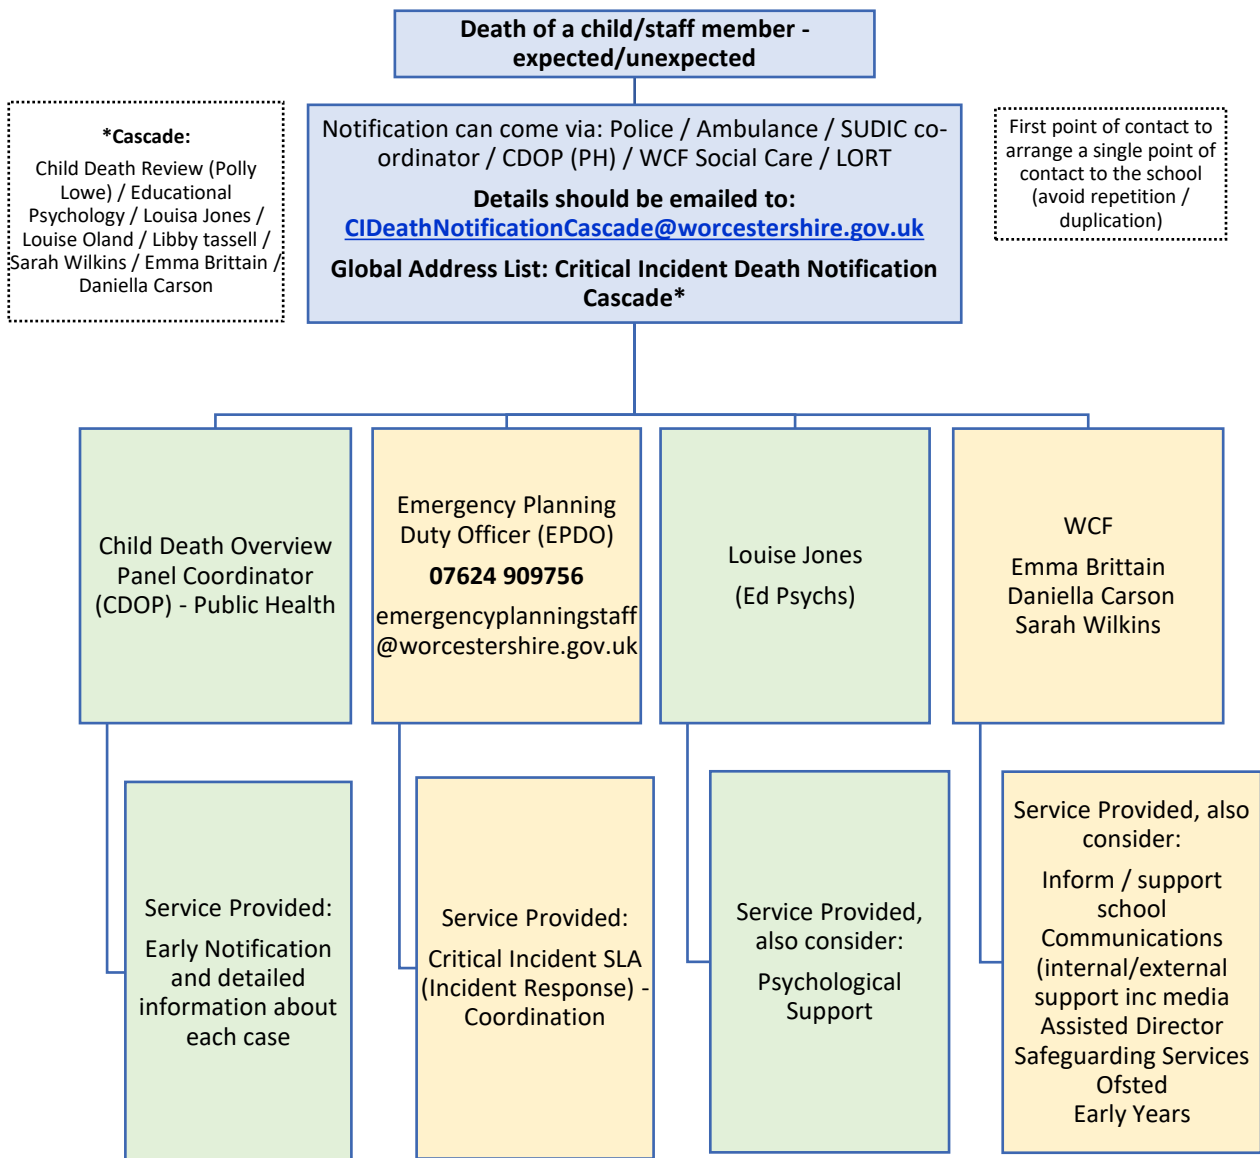 Death of a child/staff member -
expected/unexpected
*Cascade:
Child Death Review (Polly
Lowe) / Educational
Psychology / Louisa Jones /
Louise Oland / Libby tassell /
Sarah Wilkins / Emma Brittain /
Daniella Carson
Notification can come via: Police / Ambulance / SUDIC co-
ordinator / CDOP (PH) / WCF Social Care / LORT
Details should be emailed to:
CIDeathNotificationCascade@worcestershire.gov.uk
Global Address List: Critical Incident Death Notification
Cascade*
First point of contact to
arrange a single point of
contact to the school
(avoid repetition /
duplication)
Child Death Overview
Panel Coordinator
(CDOP) - Public Health
Emergency Planning
Duty Officer (EPDO)
07624 909756
emergencyplanningstaff
@worcestershire.gov.uk
Louise Jones
(Ed Psychs)
WCF
Emma Brittain
Daniella Carson
Sarah Wilkins
Service Provided:
Early Notification
and detailed
information about
each case
Service Provided:
Critical Incident SLA
(Incident Response) -
Coordination
Service Provided,
also consider:
Psychological
Support
Service Provided, also
consider:
Inform / support
school
Communications
(internal/external
support inc media
Assisted Director
Safeguarding Services
Ofsted
Early Years